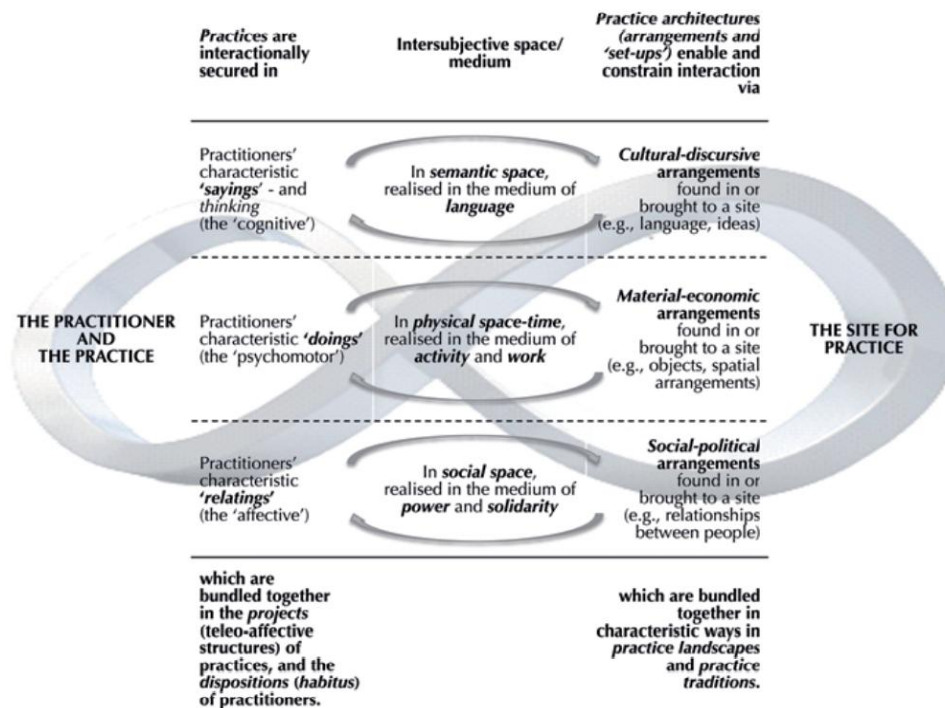 Practices are
interactionally
secured in
Intersubjective space/
medium
Practice architectures
(arrangements and
‘set-ups’) enable and
constrain interaction
via
Practitioners’
characteristic
‘sayings’ - and
thinking
(the ‘cognitive’)
In semantic space,
realised in the medium of
language
Cultural-discursive
arrangements
found in or
brought to a site
(e.g., language, ideas)
THE PRACTITIONER
AND
THE PRACTICE
Practitioners’
characteristic ‘doings’
(the ‘psychomotor’)
In physical space-time,
realised in the medium of
activity and work
Material-economic
arrangements
found in or
brought to a site
(e.g., objects, spatial
arrangements)
THE SITE FOR
PRACTICE
Practitioners’
characteristic
‘relatings’
(the ‘affective’)
In social space,
realised in the medium of
power and solidarity
Social-political
arrangements
found in or
brought to a site
(e.g., relationships
between people)
which are
bundled together
in the projects
(teleo-affective
structures) of
practices, and the
dispositions (habitus)
of practitioners.
which are bundled
together in
characteristic ways in
practice landscapes
and practice
traditions.